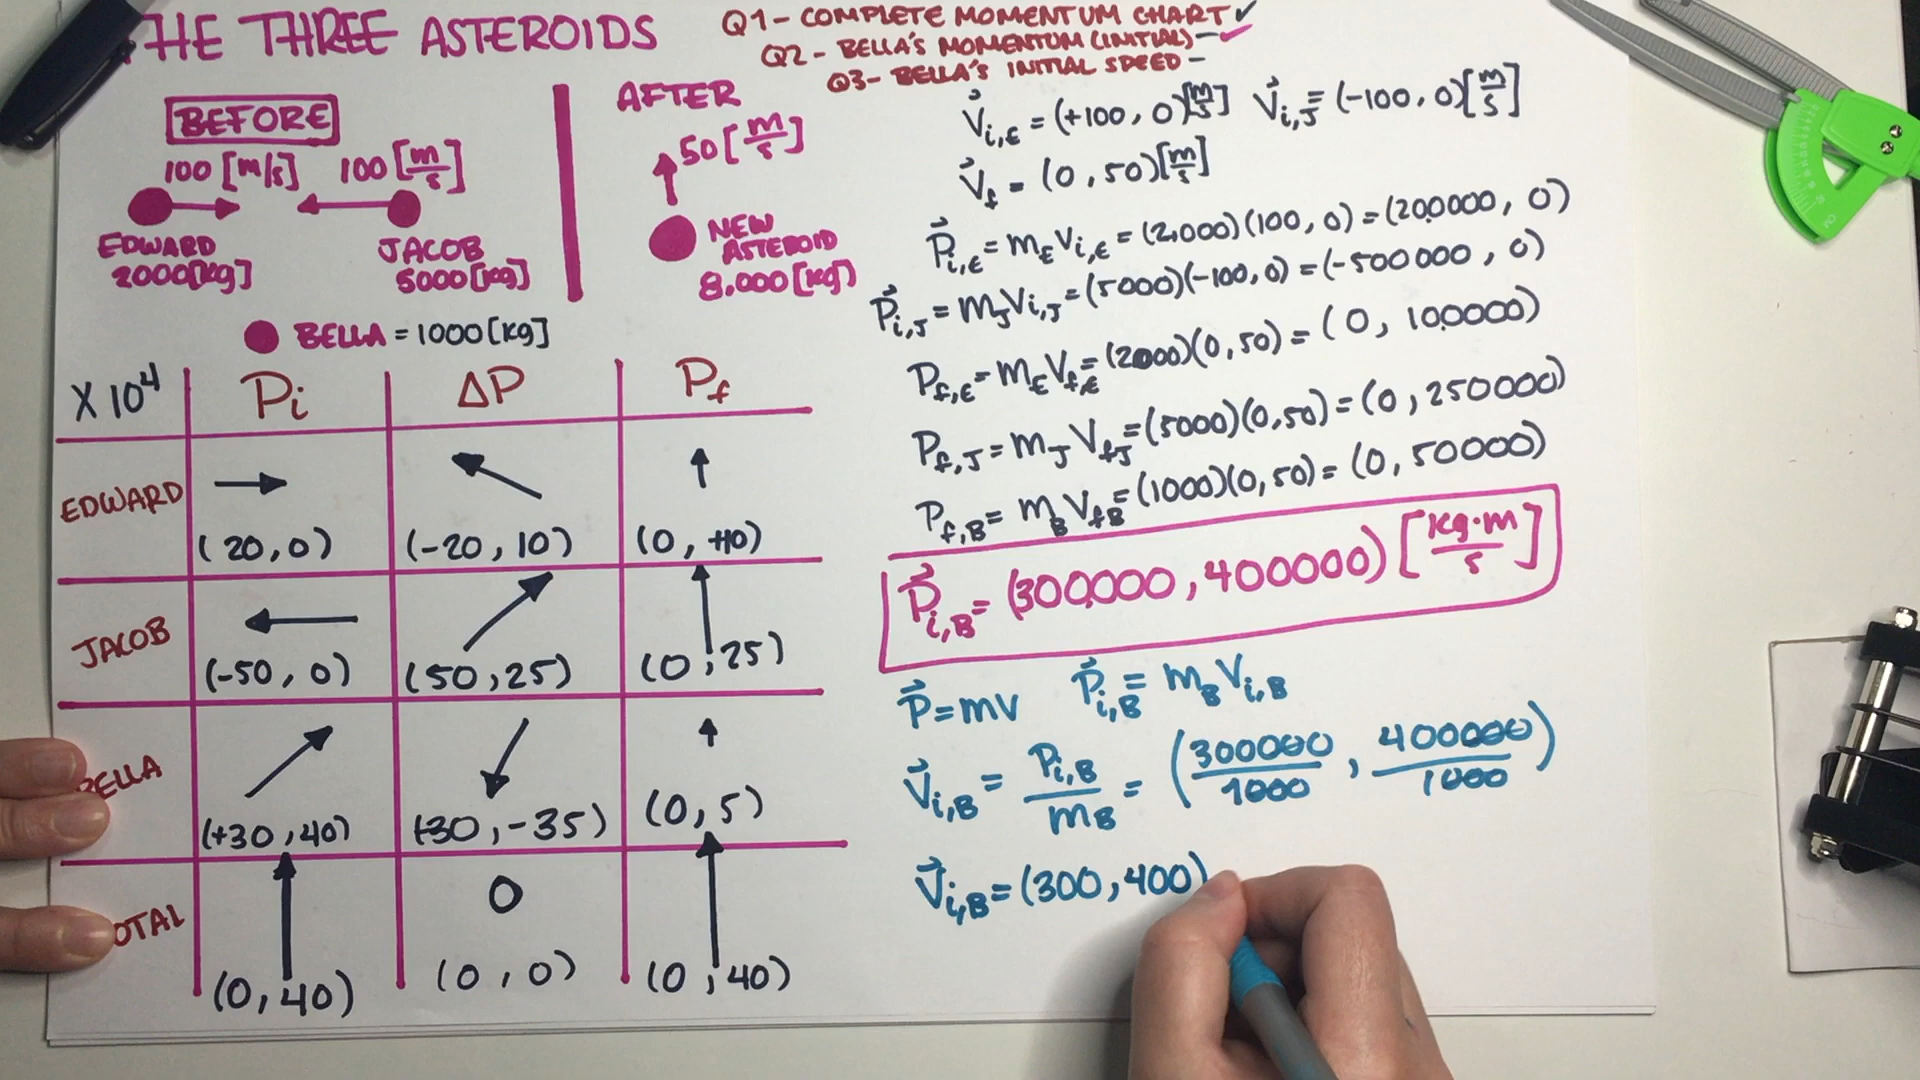 THE THREE ASTEROIDS
Q1- COMPLETE MOMENTUM CHART ✓
Q2- BELLA'S MOMENTUM (INITIAL)- ✓
Q3- BELLA'S INITIAL SPEED -
BEFORE
100 [m/s] 100 [m/s]
EDWARD
2000[kg]
JACOB
5000[kg]
BELLA = 1000[kg]
AFTER
50[m/s]
NEW
ASTEROID
8,000[kg]
X 10⁴ Pi ΔP Pf
EDWARD (20,0) (-20, 10) (0, +10)
JACOB (-50, 0) (50,25) (0,25)
BELLA (+30,40) (-30,-35) (0,5)
TOTAL (0,40) 0 (0,0) (0,40)
V⃗i,E = (+100, 0)[m/s] V⃗i,J = (-100, 0)[m/s]
V⃗f = (0,50)[m/s]
P⃗i,E = mE Vi,E = (2,000)(100, 0) = (200,000, 0)
P⃗i,J = mJ Vi,J = (5000)(-100,0) = (-500000, 0)
Pf,E = mE Vf,E = (2000)(0,50) = (0, 100,000)
Pf,J = mJ Vf,J = (5000)(0,50) = (0, 250000)
Pf,B = mB Vf,B = (1000)(0,50) = (0, 50000)
P⃗i,B = (300,000, 400000) [kg·m/s]
P⃗=mV P⃗i,B = mB Vi,B
V⃗i,B = Pi,B/mB = (300000/1000, 400000/1000)
V⃗i,B = (300,400)